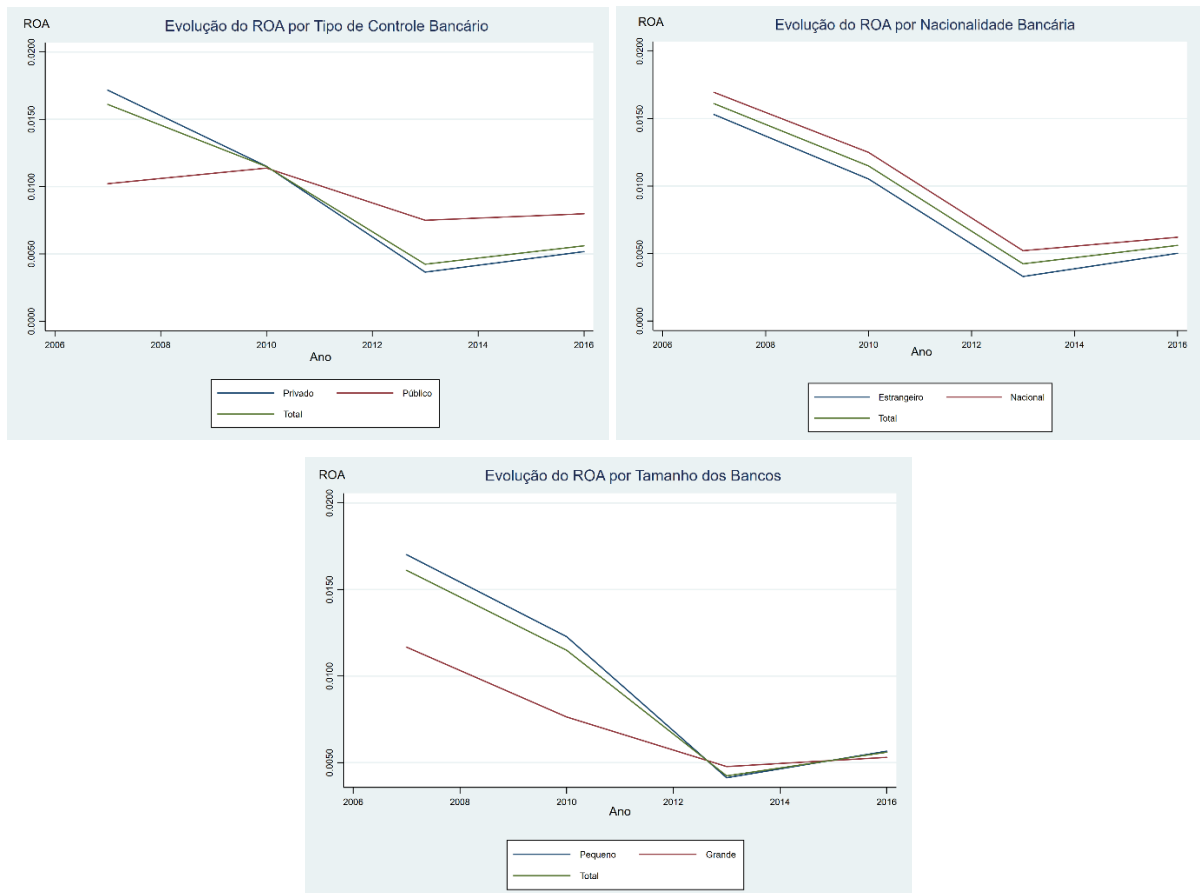 ROA
Evolução do ROA por Tipo de Controle Bancário
0.0200
0.0150
0.0100
0.0050
0.0000
2006 2008 2010 2012 2014 2016
Ano
Privado Público
Total
ROA
Evolução do ROA por Nacionalidade Bancária
0.0200
0.0150
0.0100
0.0050
0.0000
2006 2008 2010 2012 2014 2016
Ano
Estrangeiro Nacional
Total
ROA
Evolução do ROA por Tamanho dos Bancos
0.0200
0.0150
0.0100
0.0050
2006 2008 2010 2012 2014 2016
Ano
Pequeno Grande
Total